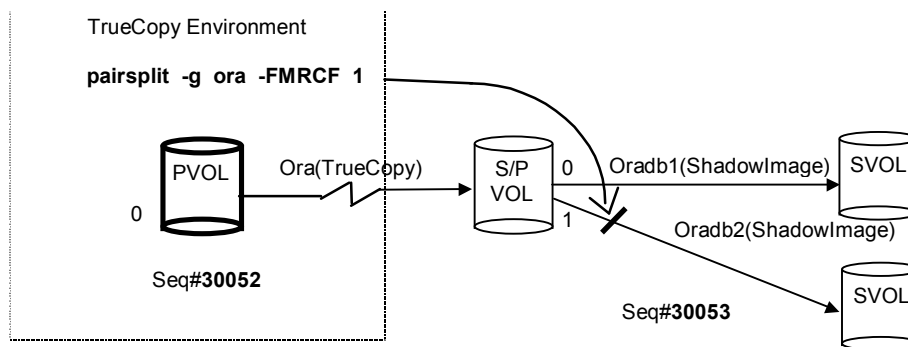 TrueCopy Environment
pairsplit -g ora -FMRCF 1
PVOL
0
Ora(TrueCopy)
S/P
VOL
0
1
Oradb1(ShadowImage)
SVOL
Oradb2(ShadowImage)
SVOL
Seq#30052
Seq#30053